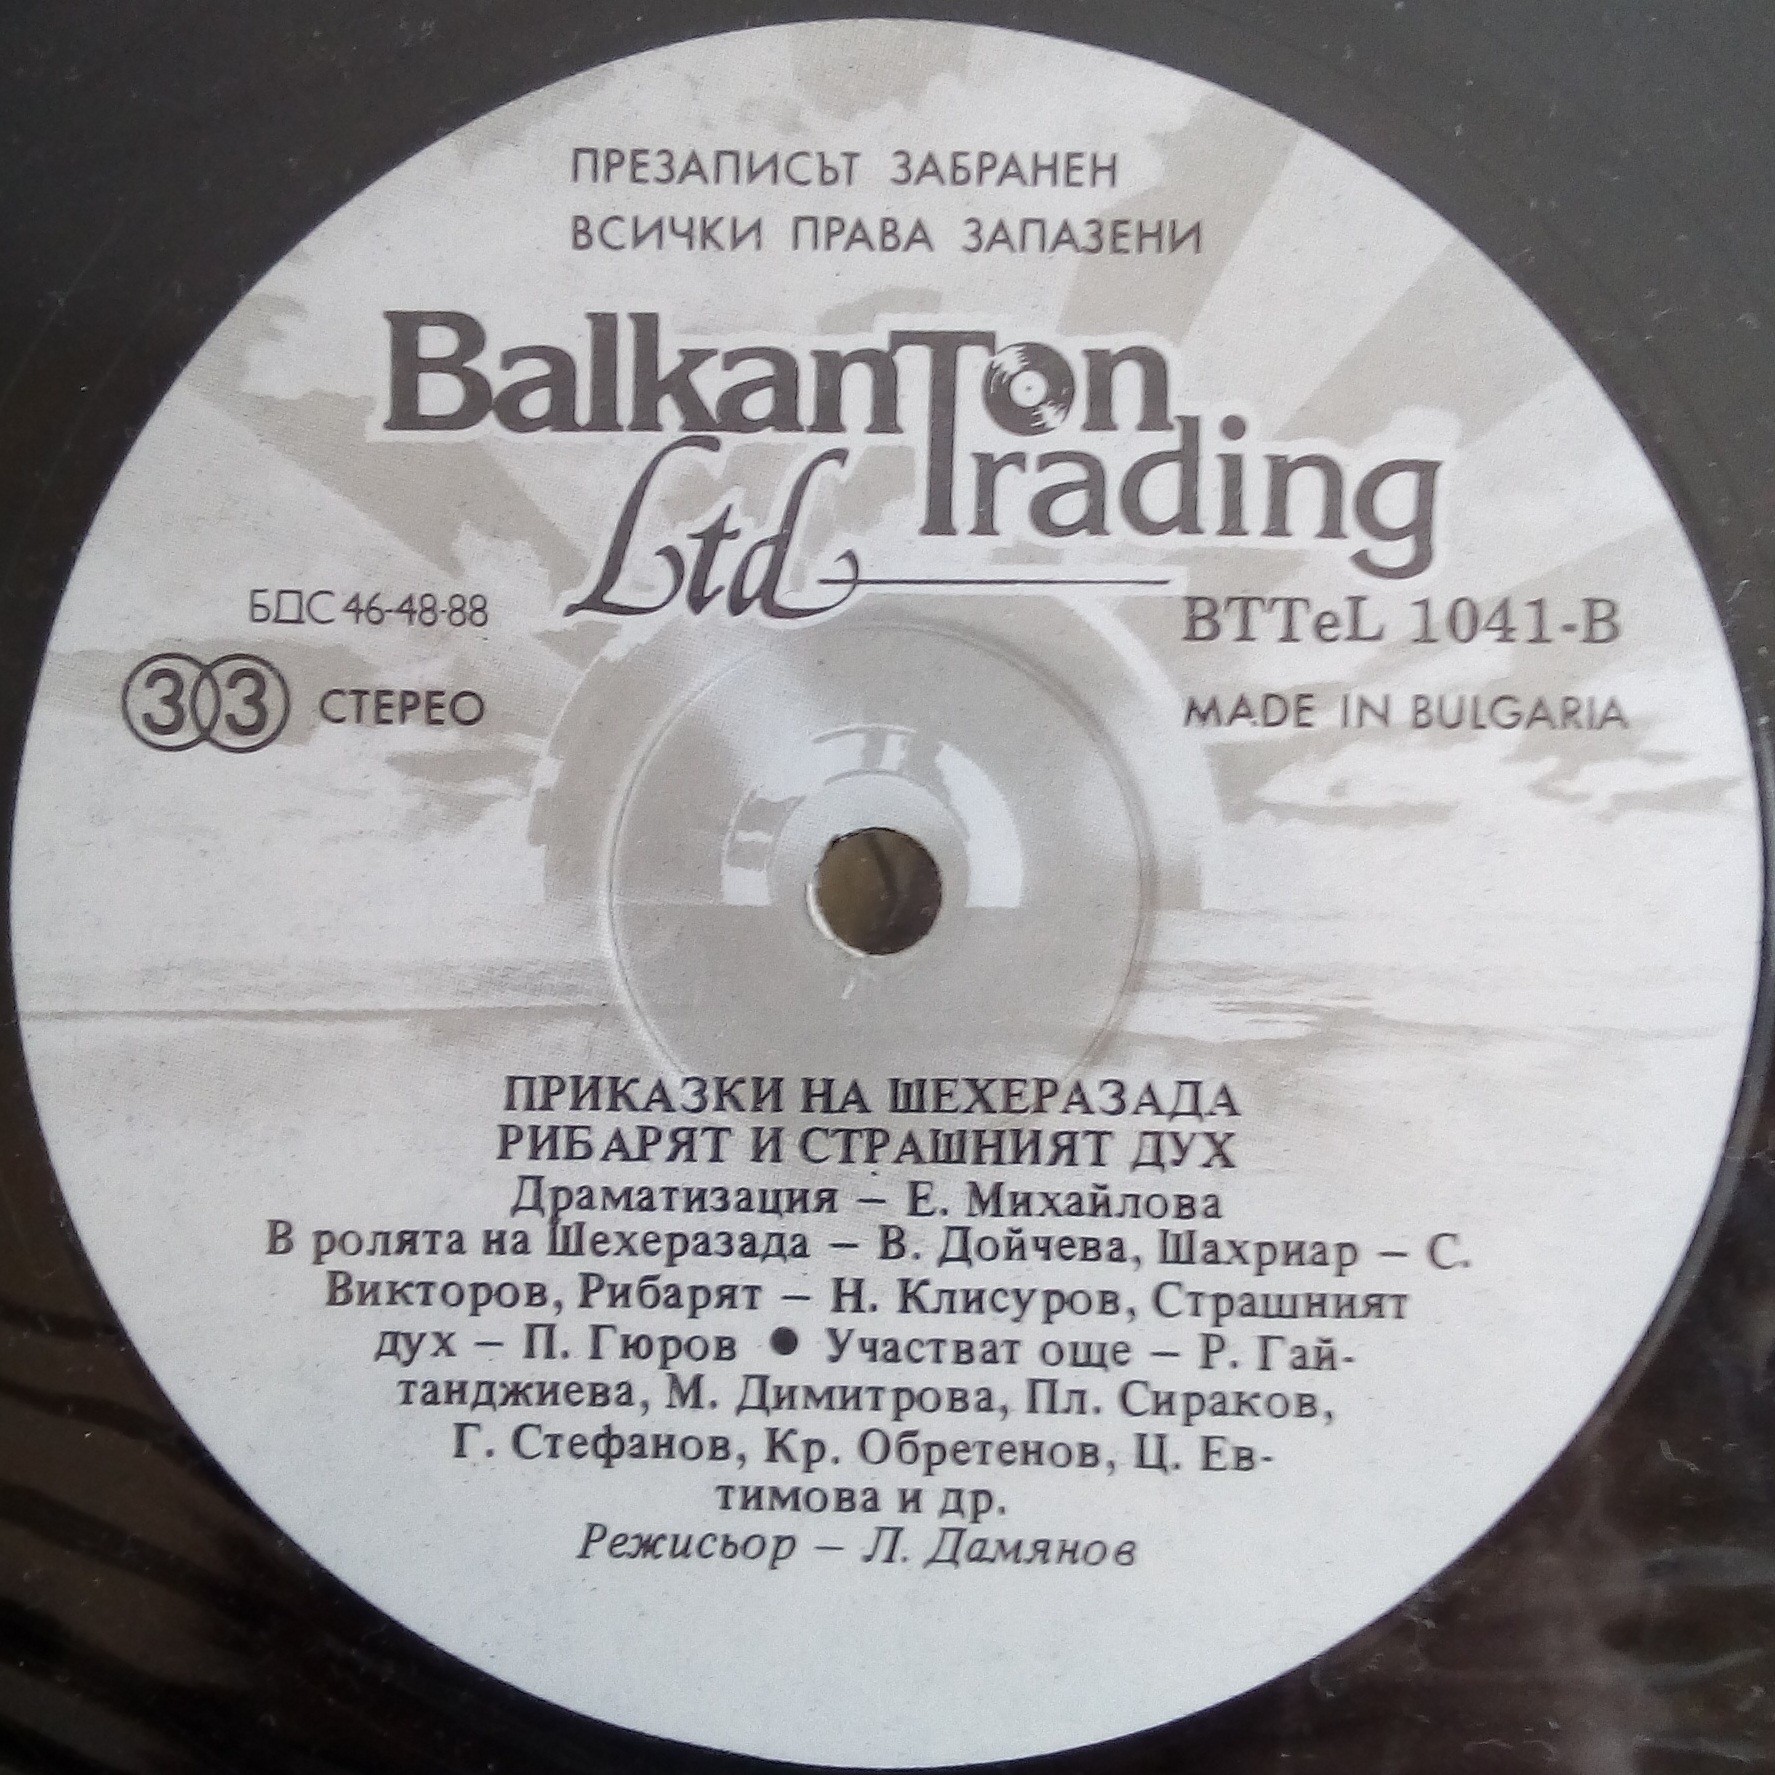 ПРЕЗАПИСЪТ ЗАБРАНЕН
ВСИЧКИ ПРАВА ЗАПАЗЕНИ
BalkanTon
Trading
Ltd
БДС 46-48-88
BTTeL 1041-B
33 СТЕРЕО
MADE IN BULGARIA
ПРИКАЗКИ НА ШЕХЕРАЗАДА
РИБАРЯТ И СТРАШНИЯТ ДУХ
Драматизация – Е. Михайлова
В ролята на Шехеразада – В. Дойчева, Шахриар – С.
Викторов, Рибарят – Н. Клисуров, Страшният
дух – П. Гюров ● Участват още – Р. Гай-
танджиева, М. Димитрова, Пл. Сираков,
Г. Стефанов, Кр. Обретенов, Ц. Ев-
тимова и др.
Режисьор – Л. Дамянов